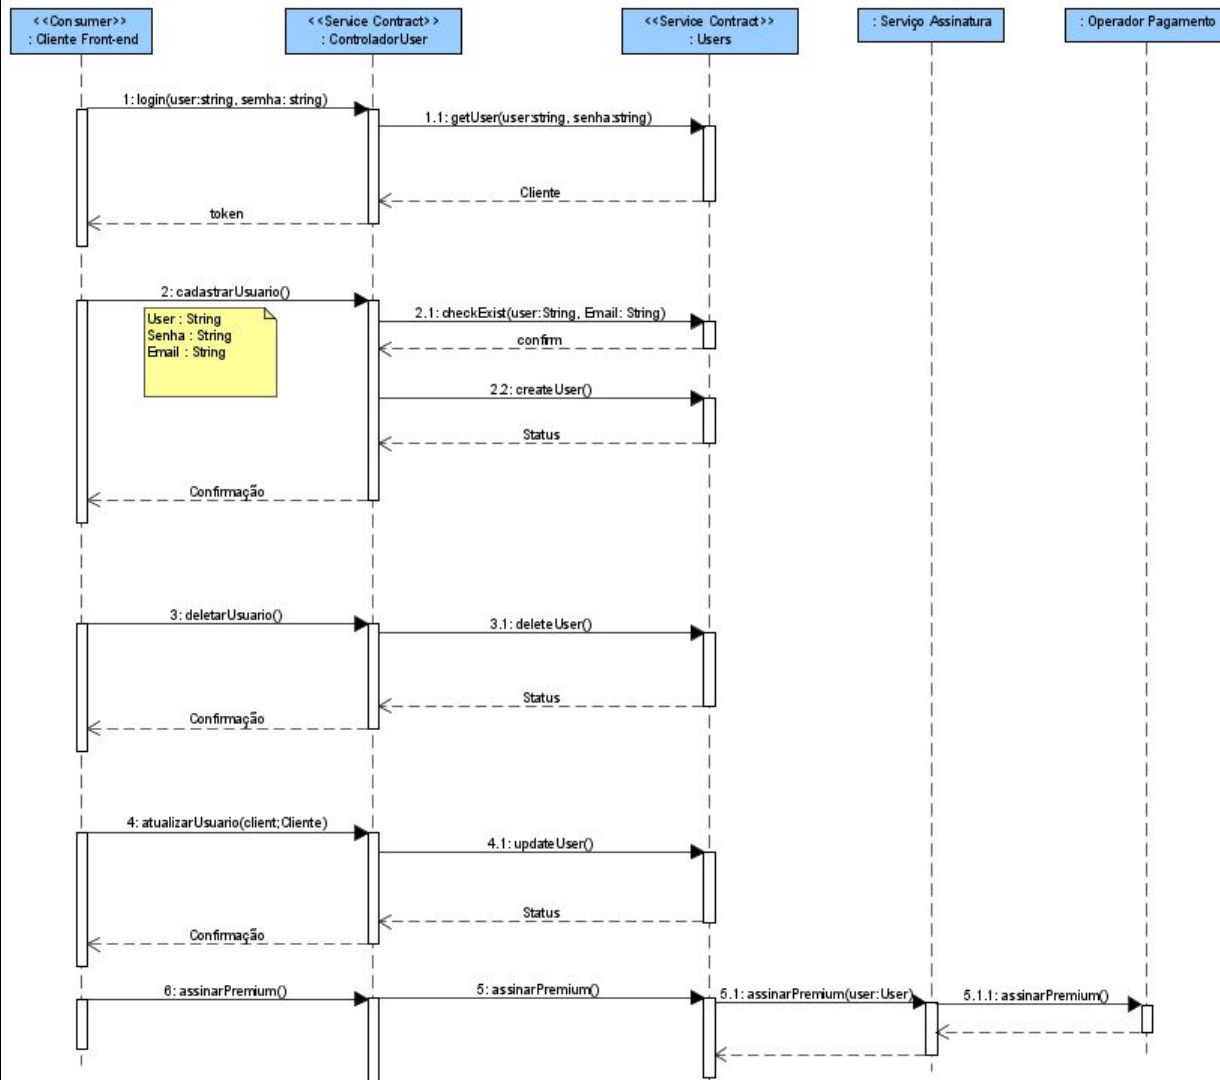 <<Consumer>>
: Cliente Front-end
<<Service Contract>>
: ControladorUser
<<Service Contract>>
: Users
: Serviço Assinatura
: Operador Pagamento
1: login(user:string, semha: string)
1.1: getUser(user:string, senha:string)
Cliente
token
2: cadastrarUsuario()
User : String
Senha : String
Email : String
2.1: checkExist(user:String, Email: String)
confirm
2.2: createUser()
Status
Confirmação
3: deletarUsuario()
3.1: deleteUser()
Status
Confirmação
4: atualizarUsuario(client;Cliente)
4.1: updateUser()
Status
Confirmação
6: assinarPremium()
5: assinarPremium()
5.1: assinarPremium(user:User)
5.1.1: assinarPremium()